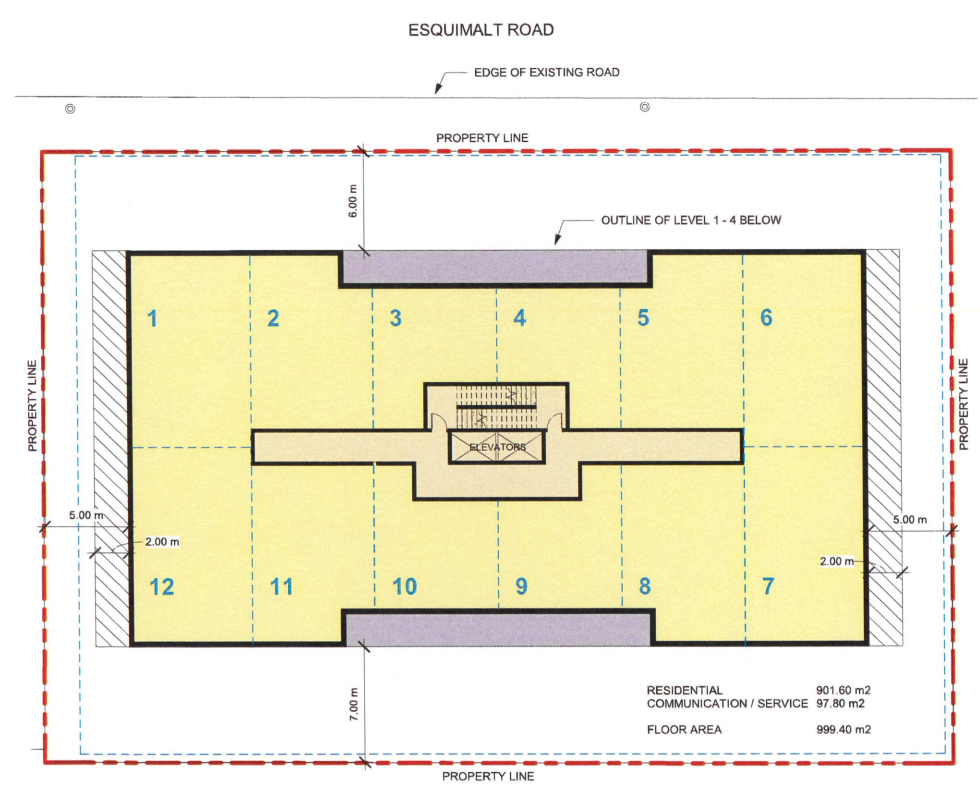 ESQUIMALT ROAD
EDGE OF EXISTING ROAD
PROPERTY LINE
6.00 m
OUTLINE OF LEVEL 1 - 4 BELOW
1 2 3 4 5 6
PROPERTY LINE
PROPERTY LINE
ELEVATORS
5.00 m
5.00 m
2.00 m
2.00 m
12 11 10 9 8 7
7.00 m
RESIDENTIAL 901.60 m2
COMMUNICATION / SERVICE 97.80 m2
FLOOR AREA 999.40 m2
PROPERTY LINE